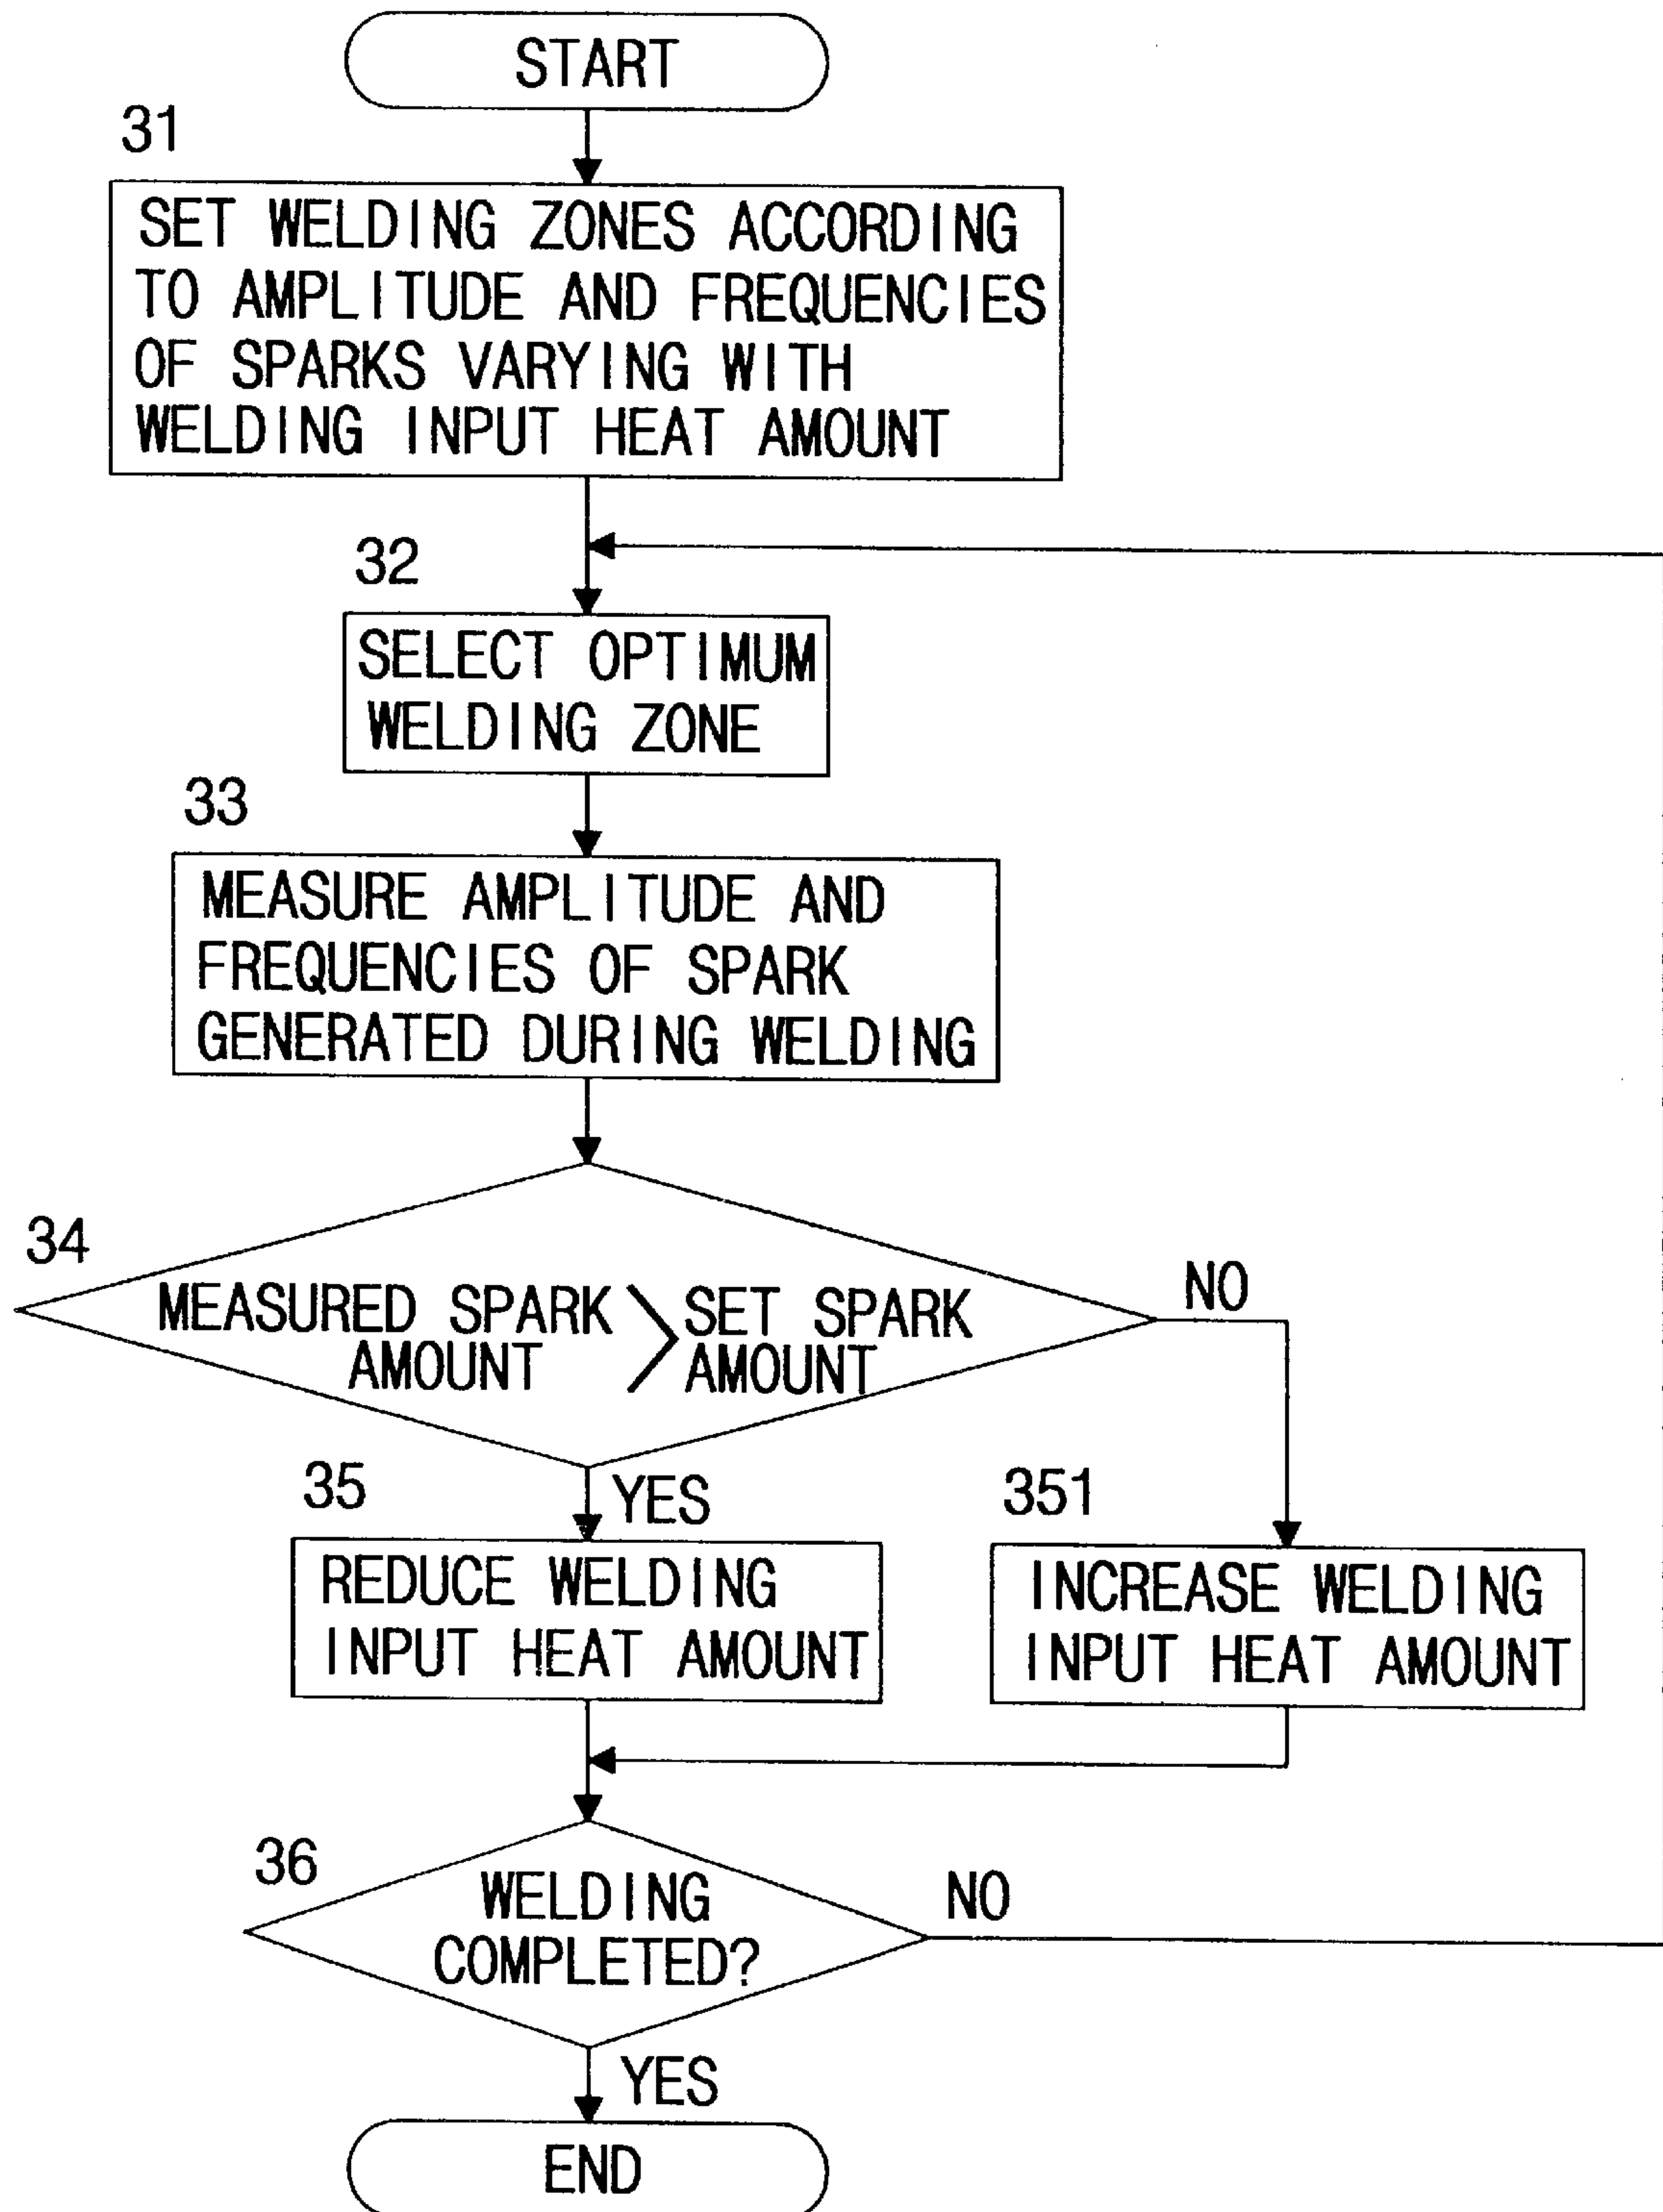 START
31
SET WELDING ZONES ACCORDING
TO AMPLITUDE AND FREQUENCIES
OF SPARKS VARYING WITH
WELDING INPUT HEAT AMOUNT
32
SELECT OPTIMUM
WELDING ZONE
33
MEASURE AMPLITUDE AND
FREQUENCIES OF SPARK
GENERATED DURING WELDING
34
MEASURED SPARK > SET SPARK
AMOUNT AMOUNT
NO
YES
35
REDUCE WELDING
INPUT HEAT AMOUNT
351
INCREASE WELDING
INPUT HEAT AMOUNT
36
WELDING
COMPLETED?
NO
YES
END